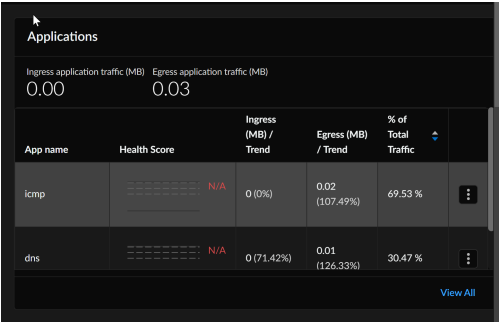 Applications
Ingress application traffic (MB) Egress application traffic (MB)
0.00 0.03
Ingress (MB) / Trend
% of Total Traffic
App name Health Score Egress (MB) / Trend
icmp N/A 0 (0%) 0.02 (107.49%) 69.53 %
dns N/A 0 (71.42%) 0.01 (126.33%) 30.47 %
View All